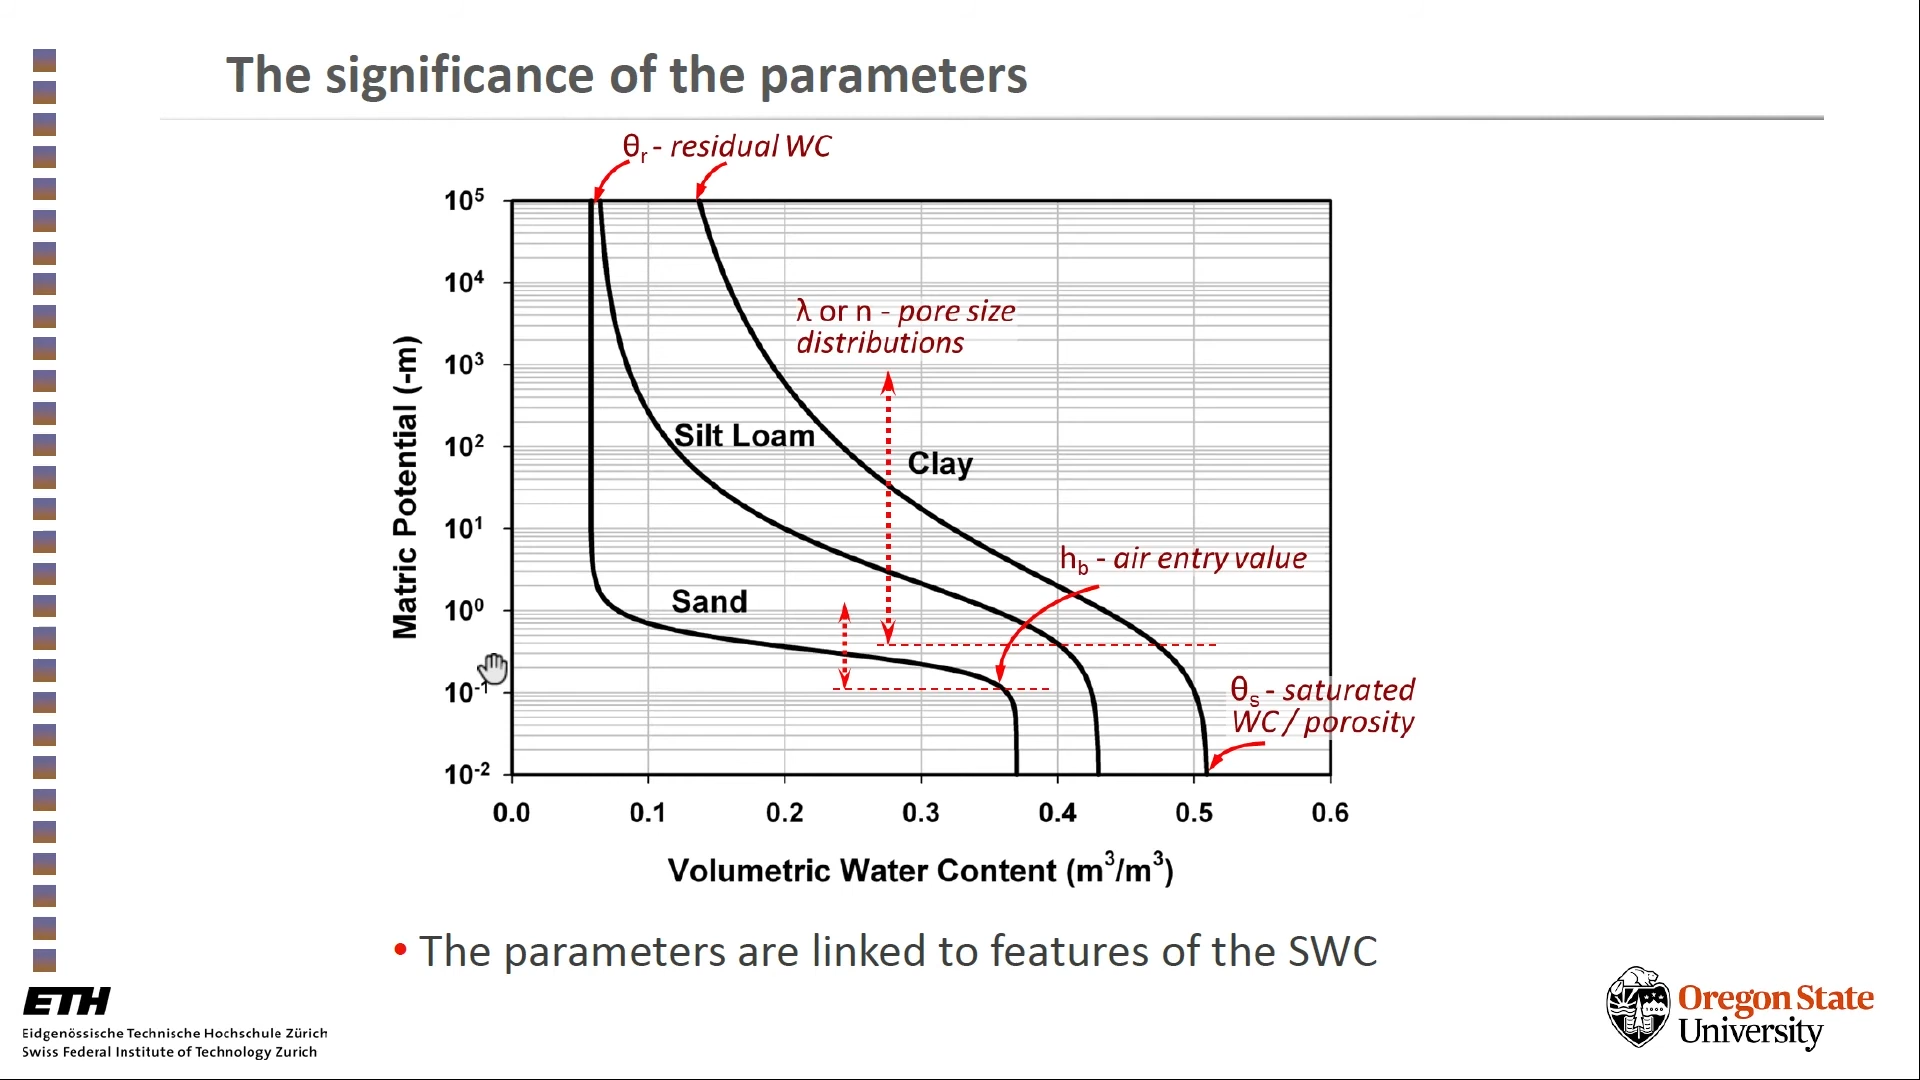 The significance of the parameters
θr - residual WC
10⁵
10⁴
10³
10²
10¹
10⁰
10⁻¹
10⁻²
Matric Potential (-m)
λ or n - pore size
distributions
Silt Loam
Clay
Sand
hb - air entry value
θs - saturated
WC / porosity
0.0 0.1 0.2 0.3 0.4 0.5 0.6
Volumetric Water Content (m³/m³)
• The parameters are linked to features of the SWC
ETH
Eidgenössische Technische Hochschule Zürich
Swiss Federal Institute of Technology Zurich
Oregon State
University